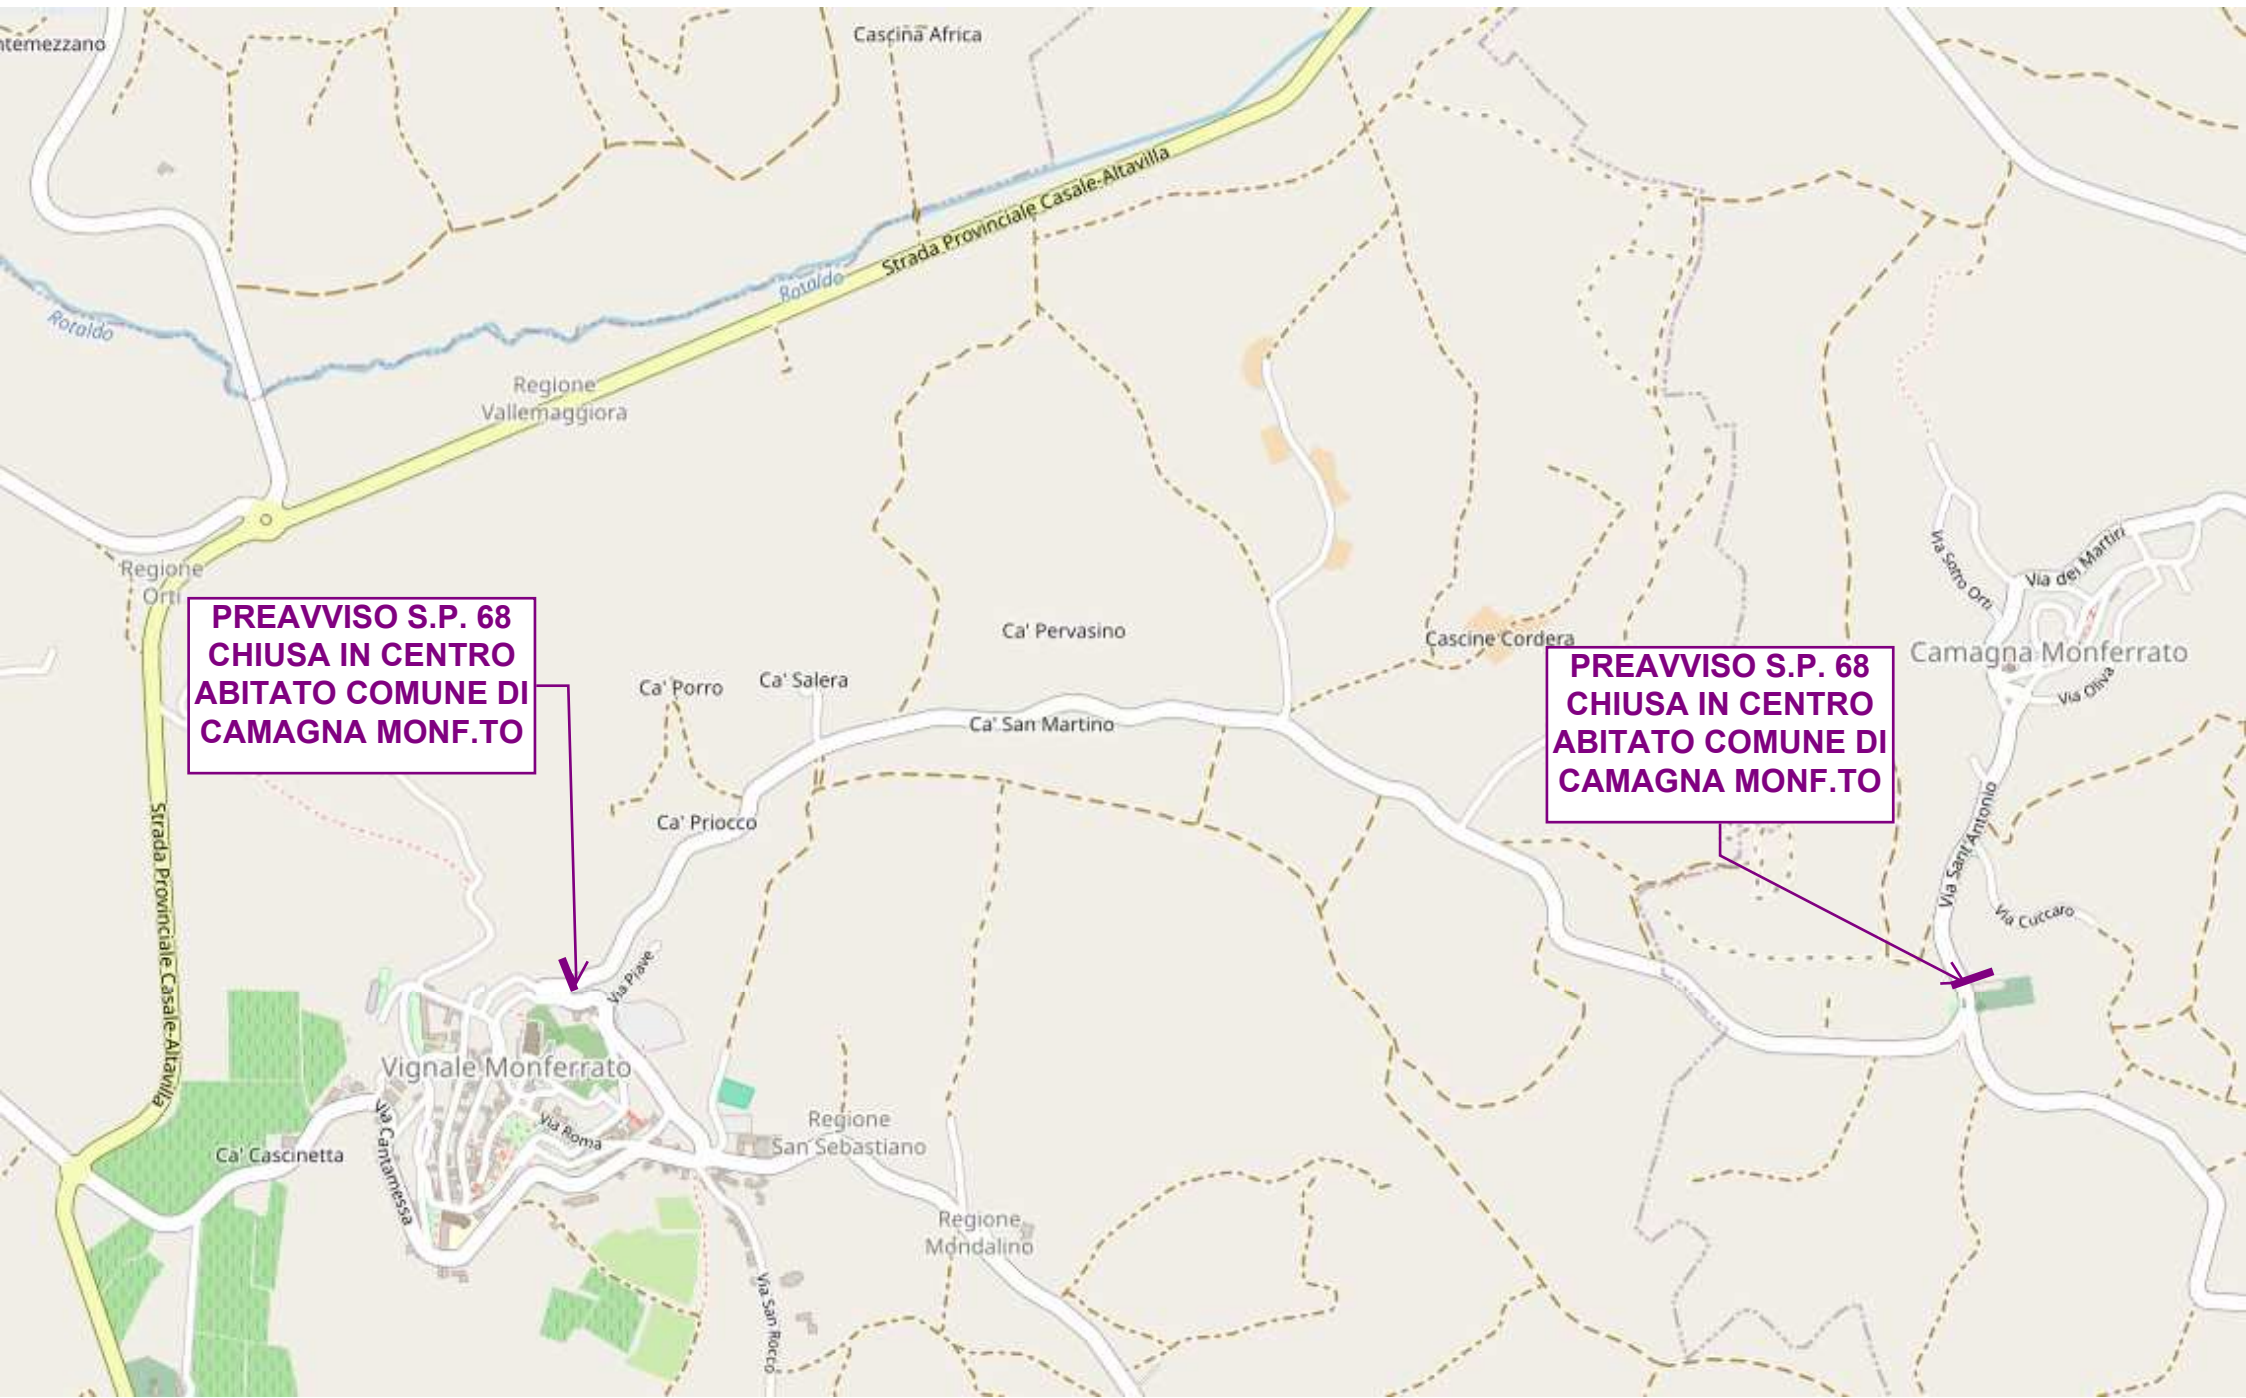 Cascina Africa
Strada Provinciale Casale-Altavilla
Rotaldo
Rotaldo
Regione
Vallemaggiora
Regione
Orti
PREAVVISO S.P. 68
CHIUSA IN CENTRO
ABITATO COMUNE DI
CAMAGNA MONF.TO
Ca' Porro
Ca' Salera
Ca' Pervasino
Ca' San Martino
Cascine Cordera
PREAVVISO S.P. 68
CHIUSA IN CENTRO
ABITATO COMUNE DI
CAMAGNA MONF.TO
Via Sotto Orti
Via dei Martiri
Camagna Monferrato
Via Oliva
Via Sant'Antonio
Via Cuccaro
Ca' Priocco
Strada Provinciale Casale-Altavilla
Via Piave
Vignale Monferrato
Via Roma
Via Cantamessa
Ca' Cascinetta
Regione
San Sebastiano
Regione
Mondalino
Via San Rocco